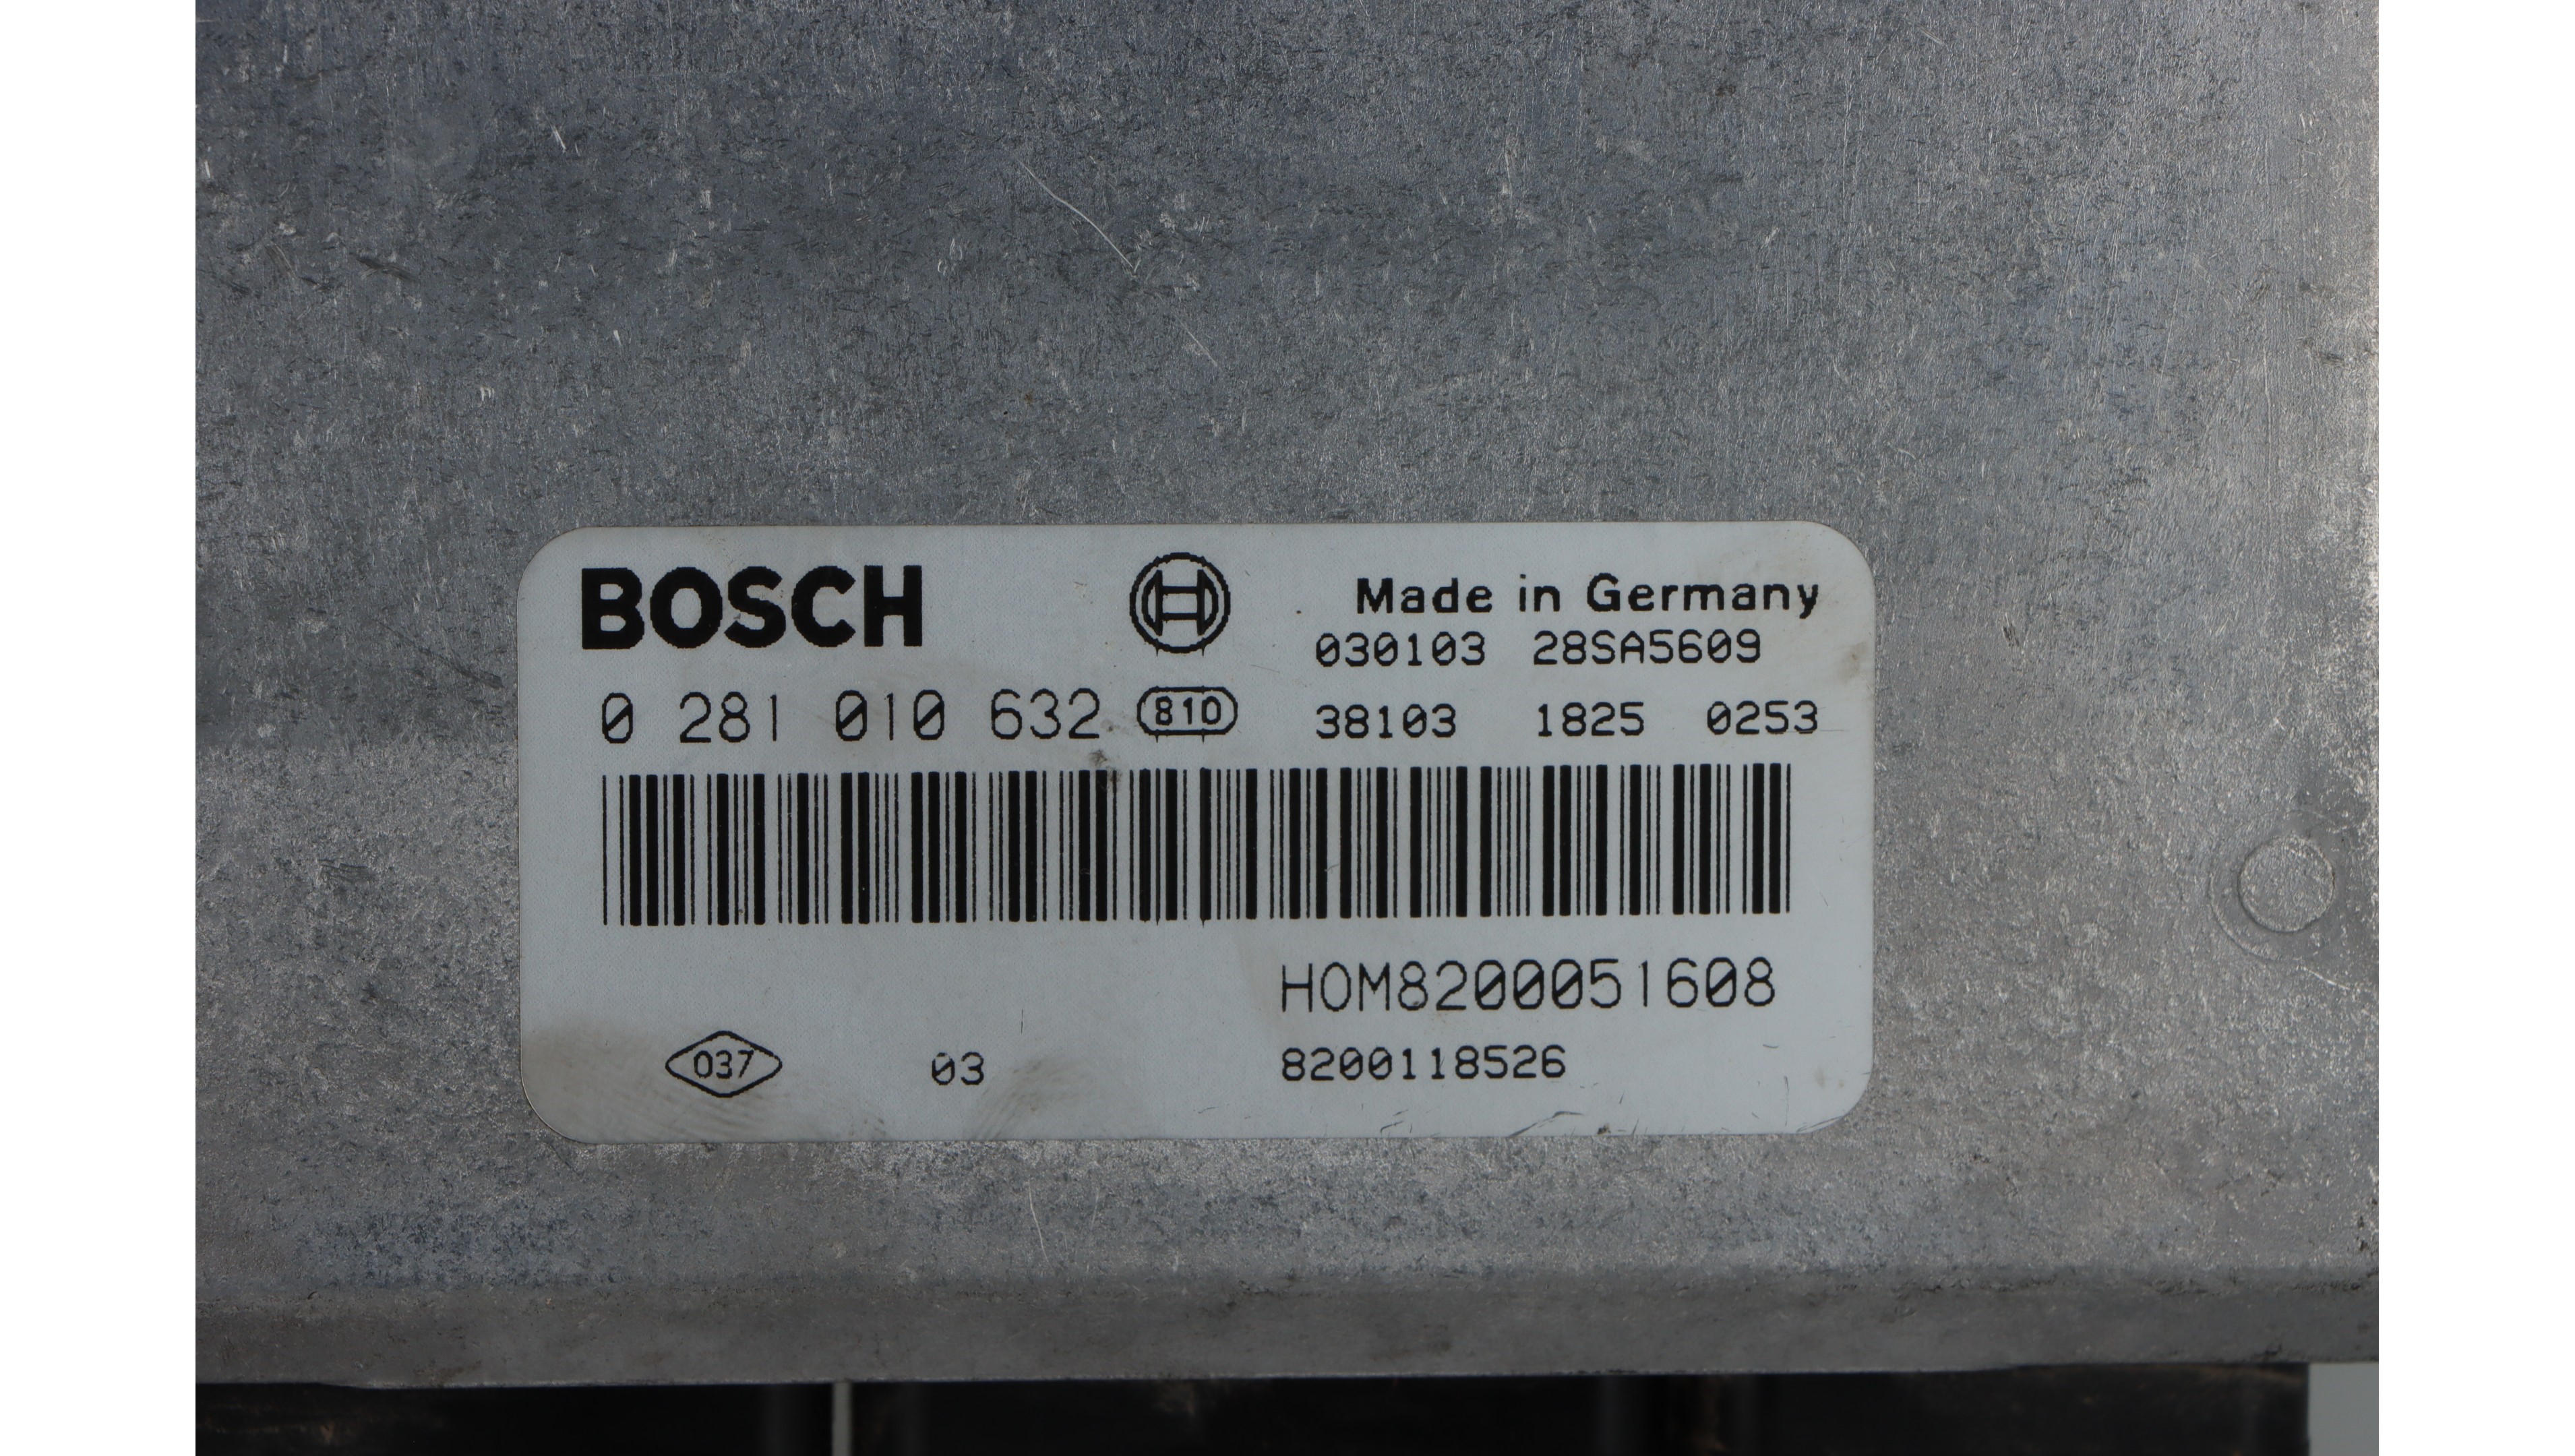 BOSCH
Made in Germany
030103 28SA5609
0 281 010 632 810 38103 1825 0253
HOM8200051608
037 03 8200118526